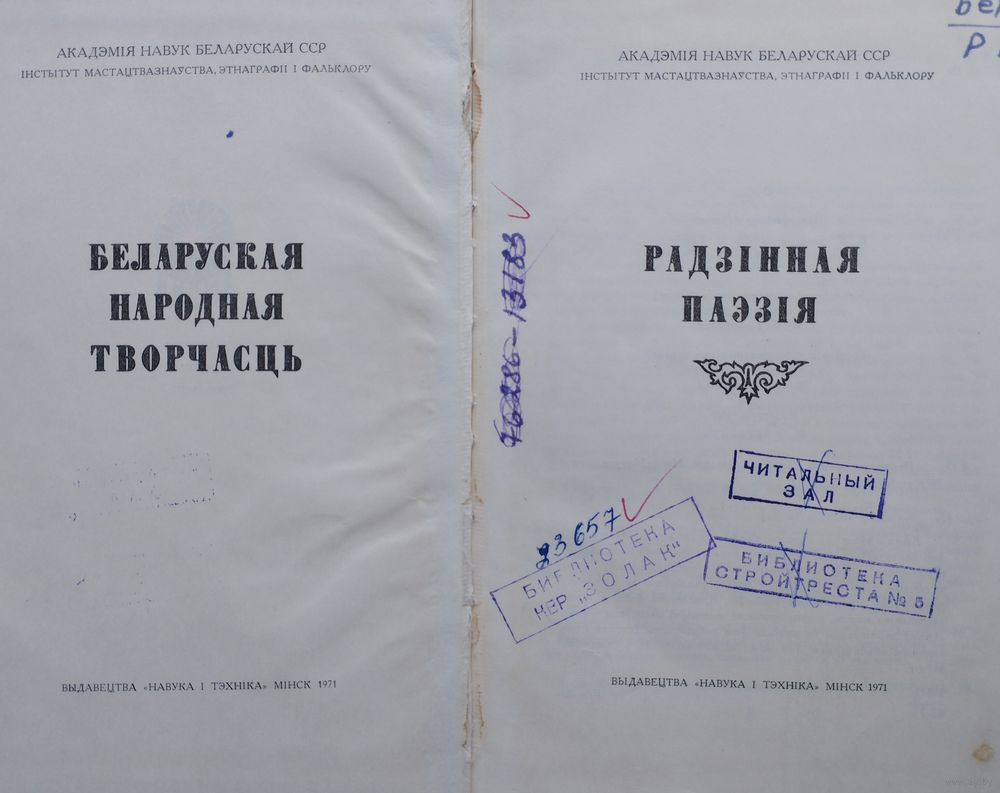 АКАДЭМІЯ НАВУК БЕЛАРУСКАЙ ССР
ІНСТЫТУТ МАСТАЦТВАЗНАЎСТВА, ЭТНАГРАФІІ І ФАЛЬКЛОРУ
БЕЛАРУСКАЯ
НАРОДНАЯ
ТВОРЧАСЦЬ
ВЫДАВЕЦТВА «НАВУКА І ТЭХНІКА» МІНСК 1971
АКАДЭМІЯ НАВУК БЕЛАРУСКАЙ ССР
ІНСТЫТУТ МАСТАЦТВАЗНАЎСТВА, ЭТНАГРАФІІ І ФАЛЬКЛОРУ
РАДЗІННАЯ
ПАЭЗІЯ
ЧИТАЛЬНЫЙ
ЗАЛ
23657
БИБЛИОТЕКА
КЕР „ЗОЛАК"
БИБЛИОТЕКА
СТРОЙТРЕСТА № 5
ВЫДАВЕЦТВА «НАВУКА І ТЭХНІКА» МІНСК 1971